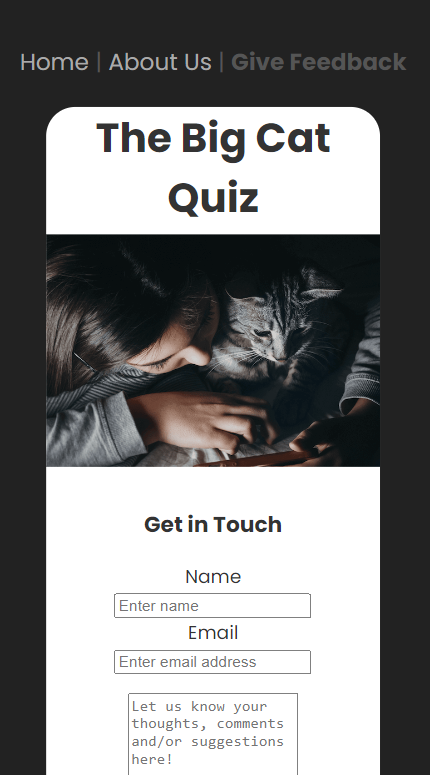 Home | About Us | Give Feedback
The Big Cat
Quiz
Get in Touch
Name
Enter name
Email
Enter email address
Let us know your
thoughts, comments
and/or suggestions
here!